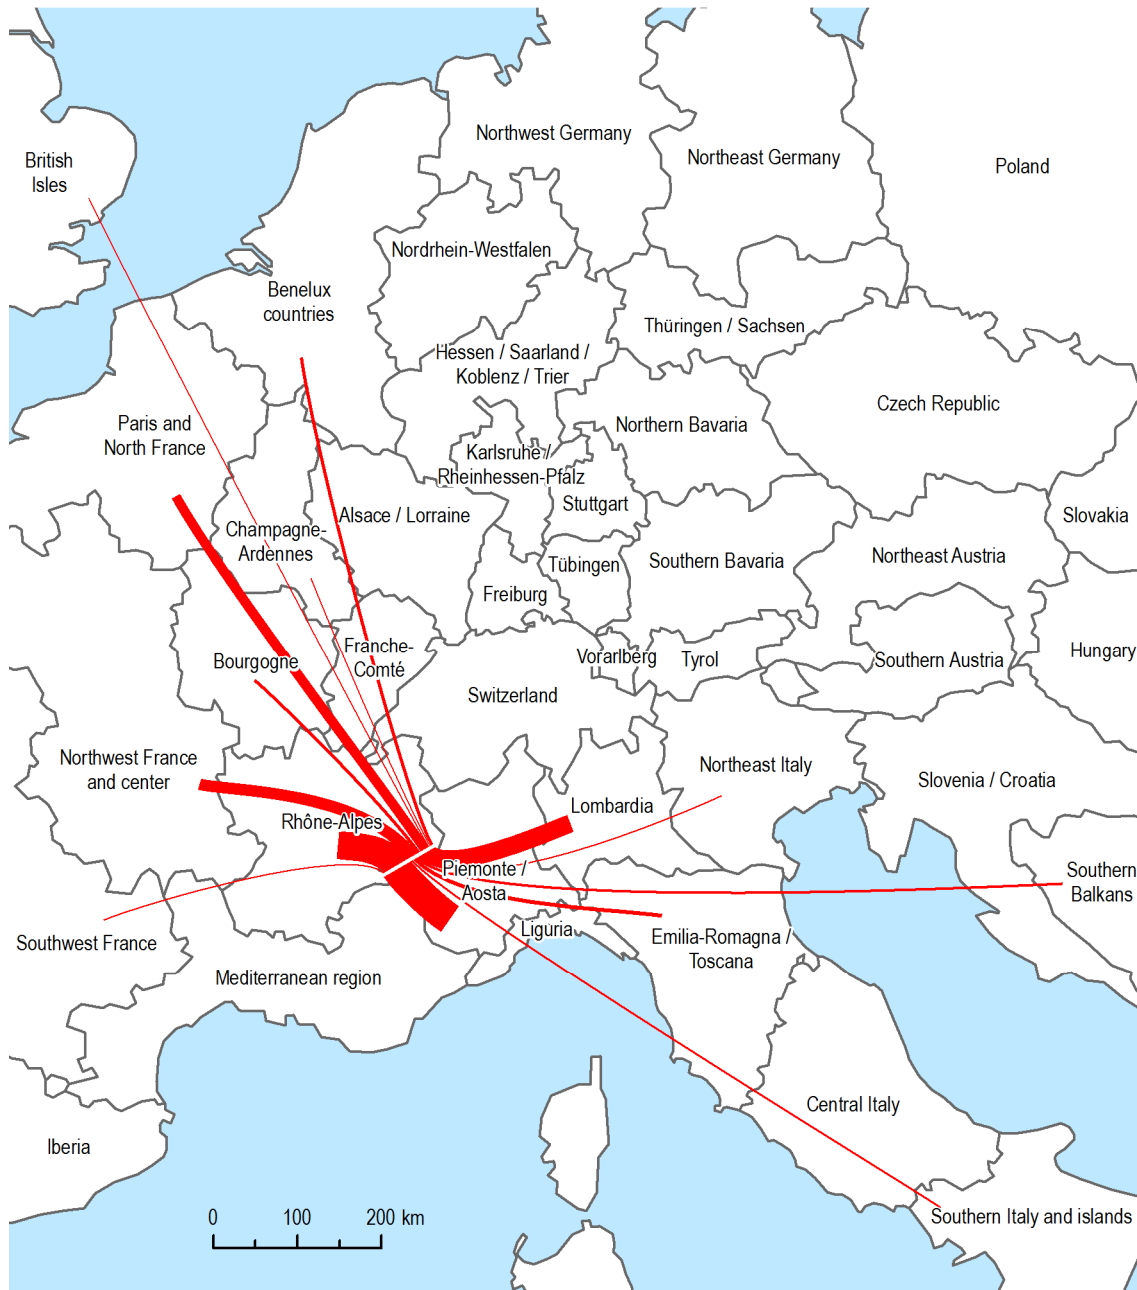 Northwest Germany
British
Isles
Northeast Germany
Poland
Nordrhein-Westfalen
Benelux
countries
Thüringen / Sachsen
Hessen / Saarland /
Koblenz / Trier
Czech Republic
Paris and
North France
Northern Bavaria
Karlsruhe /
Rheinhessen-Pfalz
Stuttgart
Alsace / Lorraine
Slovakia
Champagne-
Ardennes
Northeast Austria
Tübingen
Southern Bavaria
Freiburg
Franche-
Comté
Bourgogne
Vorarlberg
Tyrol
Southern Austria
Hungary
Switzerland
Northwest France
and center
Northeast Italy
Slovenia / Croatia
Lombardia
Rhône-Alpes
Piemonte /
Aosta
Southern
Balkans
Liguria
Southwest France
Emilia-Romagna /
Toscana
Mediterranean region
Central Italy
Iberia
Southern Italy and islands
0 100 200 km